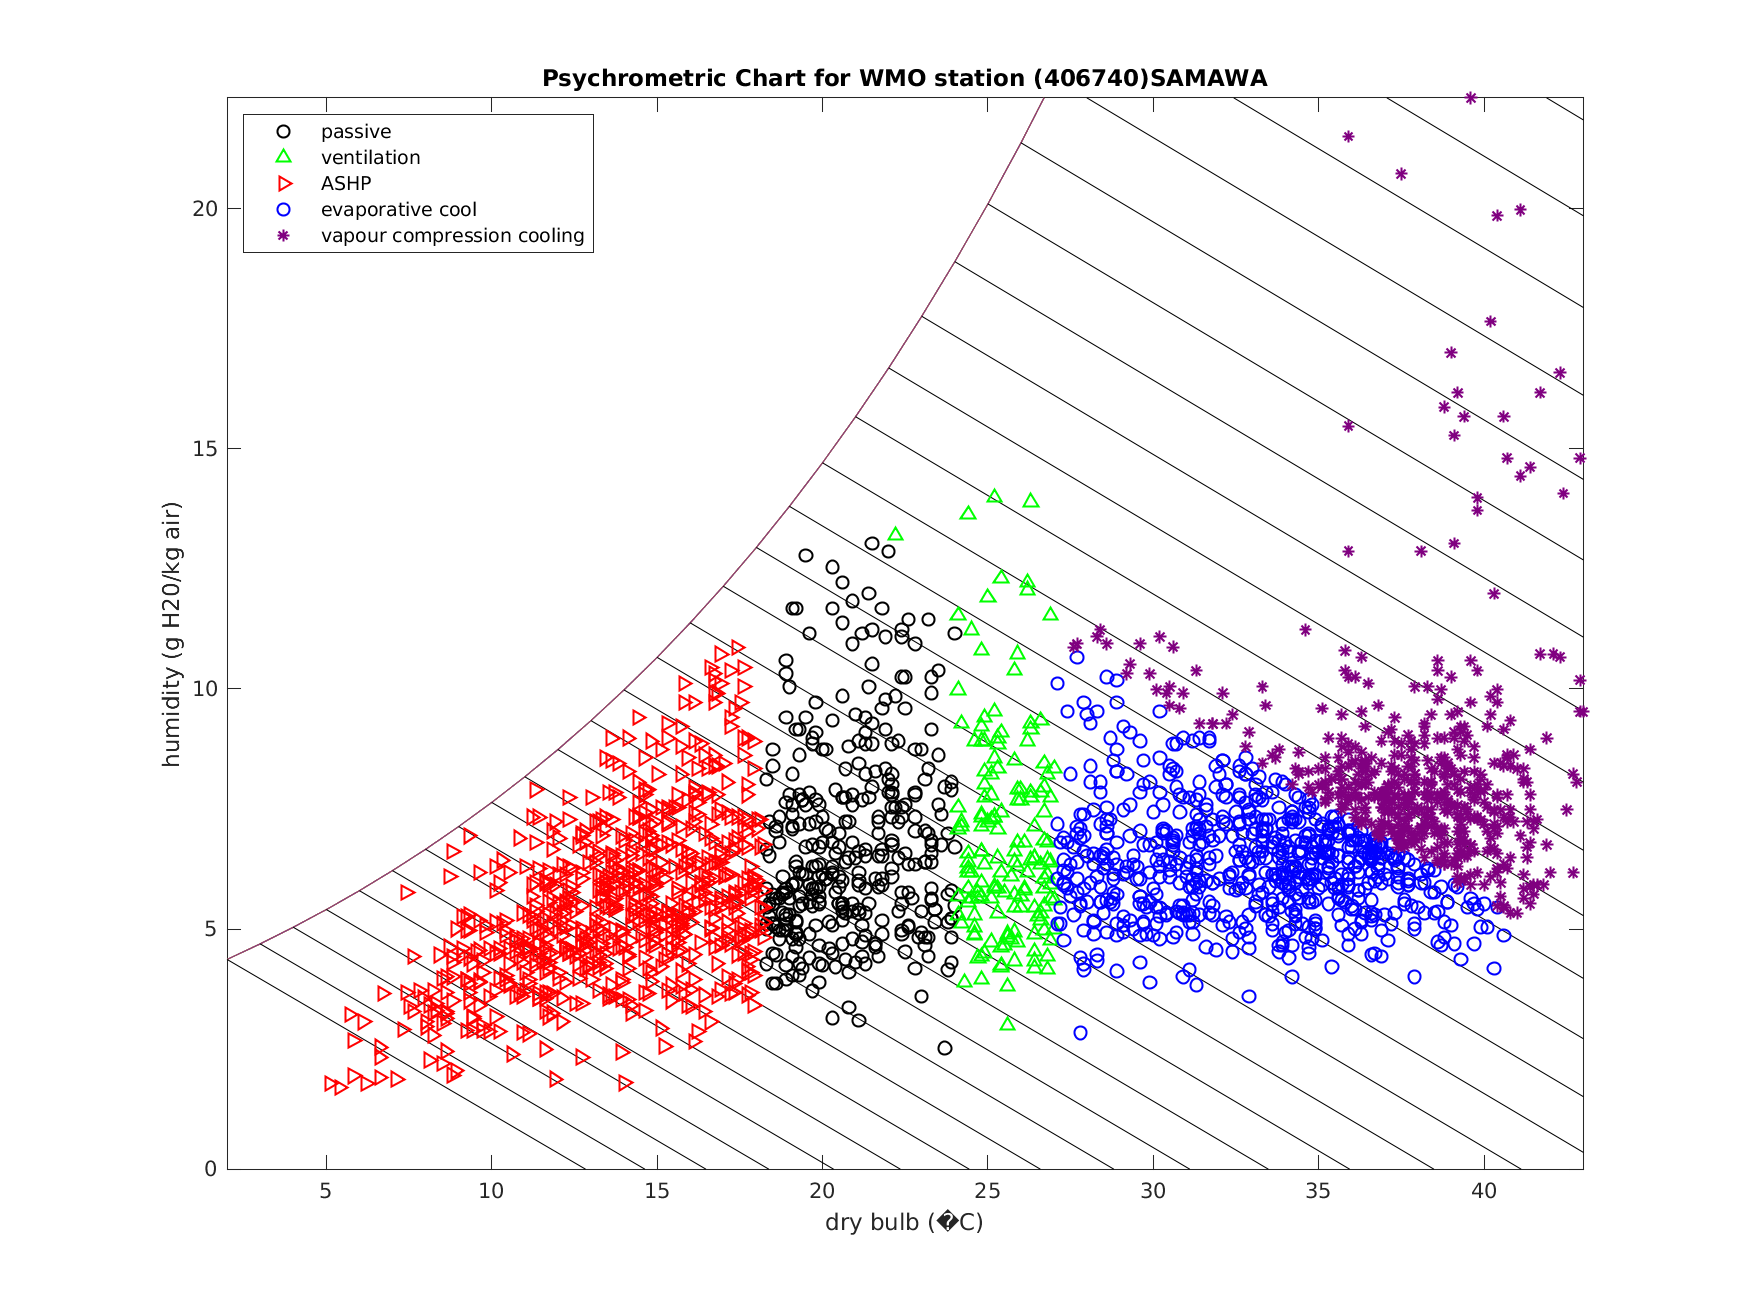 Psychrometric Chart for WMO station (406740)SAMAWA
passive
ventilation
ASHP
evaporative cool
vapour compression cooling
humidity (g H20/kg air)
20
15
10
5
0
5 10 15 20 25 30 35 40
dry bulb (�C)